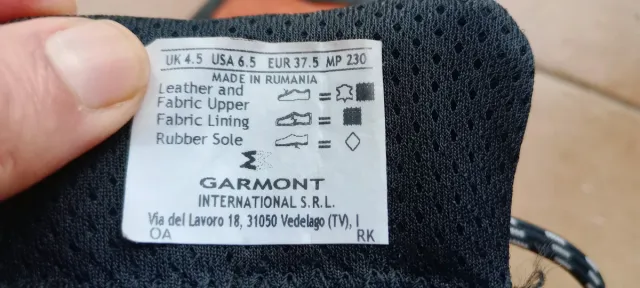 UK 4.5 USA 6.5 EUR 37.5 MP 230
MADE IN RUMANIA
Leather and
Fabric Upper
=
Fabric Lining =
Rubber Sole =
GARMONT
INTERNATIONAL S.R.L.
Via del Lavoro 18, 31050 Vedelago (TV), I
OA RK